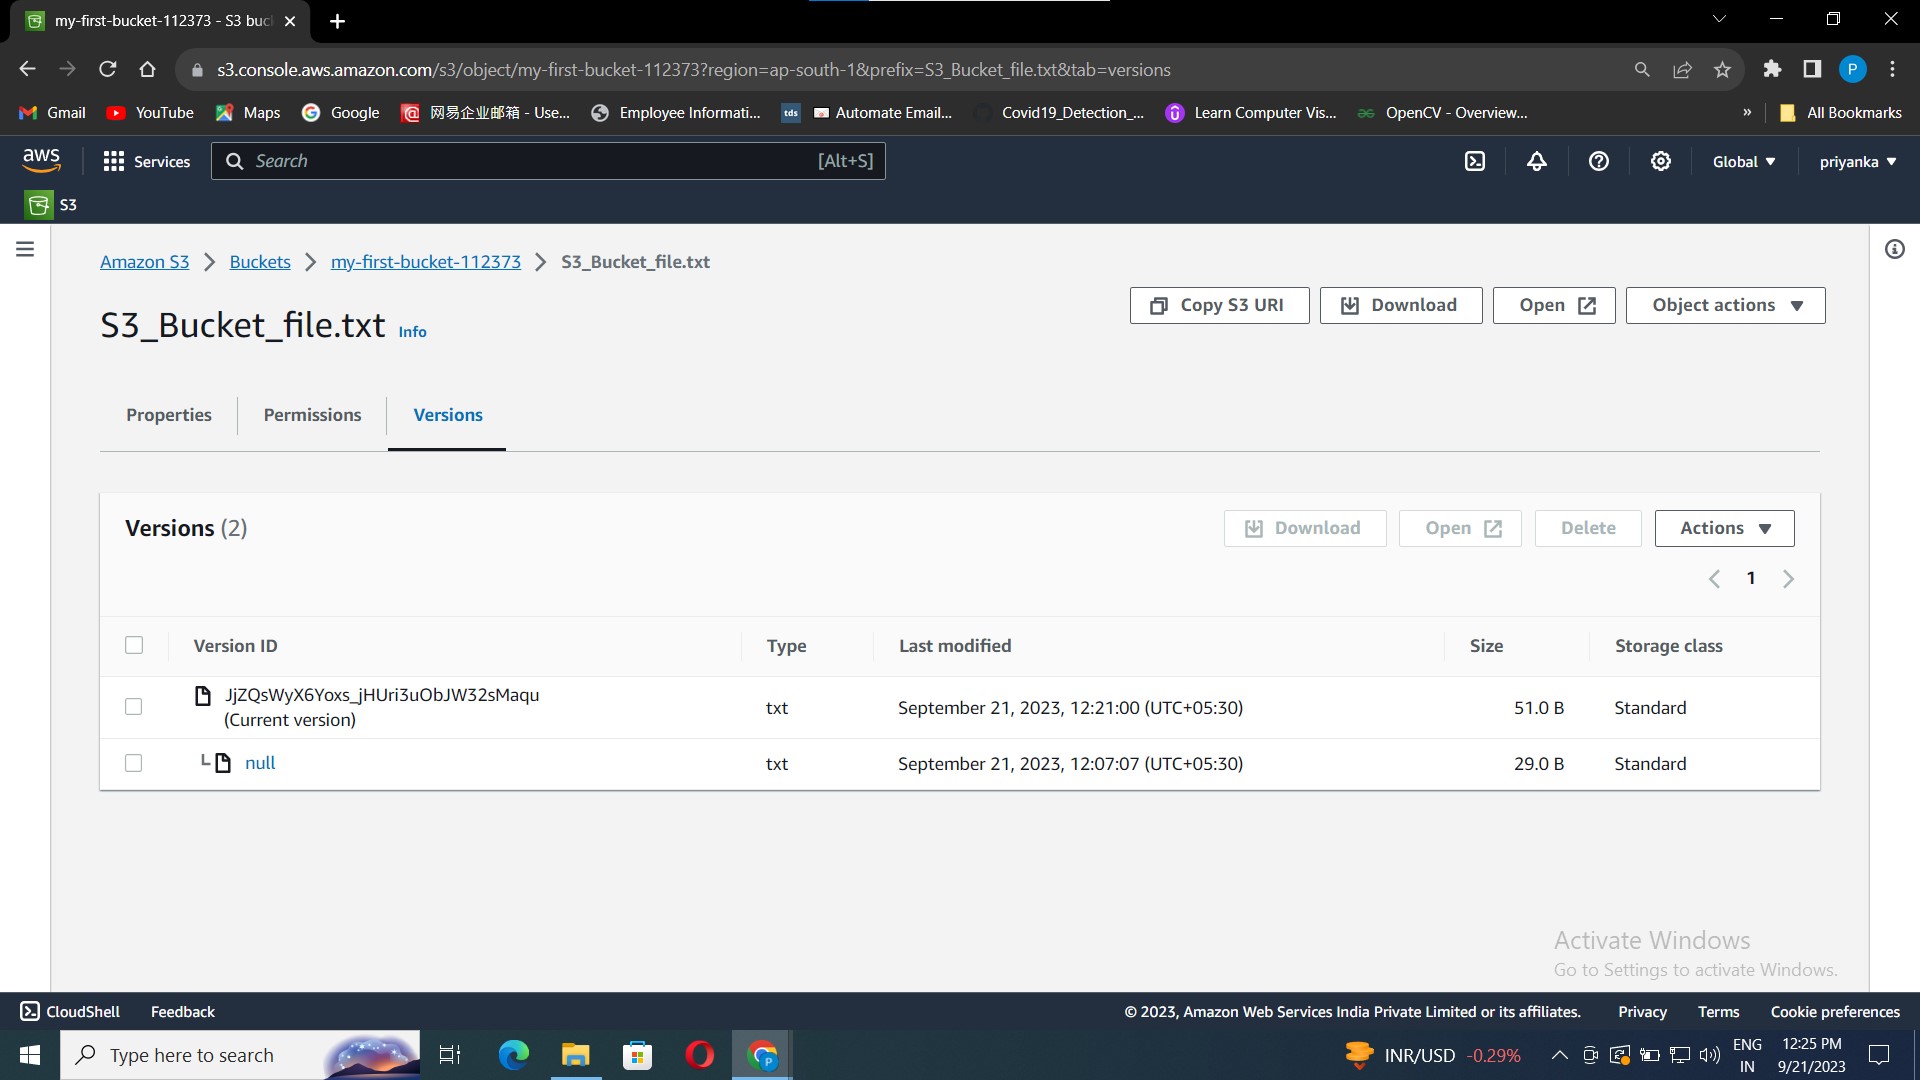 my-first-bucket-112373 - S3 buc
s3.console.aws.amazon.com/s3/object/my-first-bucket-112373?region=ap-south-1&prefix=S3_Bucket_file.txt&tab=versions
P
Gmail YouTube Maps Google 网易企业邮箱 - Use... Employee Informati... tds Automate Email... Covid19_Detection_... Learn Computer Vis... OpenCV - Overview... » All Bookmarks
aws Services Search [Alt+S] Global priyanka
S3
Amazon S3 Buckets my-first-bucket-112373 S3_Bucket_file.txt
S3_Bucket_file.txt Info Copy S3 URI Download Open Object actions
Properties Permissions Versions
Versions (2) Download Open Delete Actions
1
Version ID Type Last modified Size Storage class
JjZQsWyX6Yoxs_jHUri3uObJW32sMaqu
(Current version) txt September 21, 2023, 12:21:00 (UTC+05:30) 51.0 B Standard
null txt September 21, 2023, 12:07:07 (UTC+05:30) 29.0 B Standard
Activate Windows
Go to Settings to activate Windows.
CloudShell Feedback © 2023, Amazon Web Services India Private Limited or its affiliates. Privacy Terms Cookie preferences
Type here to search INR/USD -0.29% ENG 12:25 PM
IN 9/21/2023